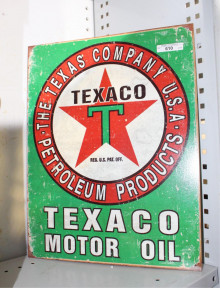 THE TEXAS COMPANY U.S.A.
TEXACO
T
REG. U.S. PAT. OFF.
PETROLEUM PRODUCTS
TEXACO
MOTOR OIL